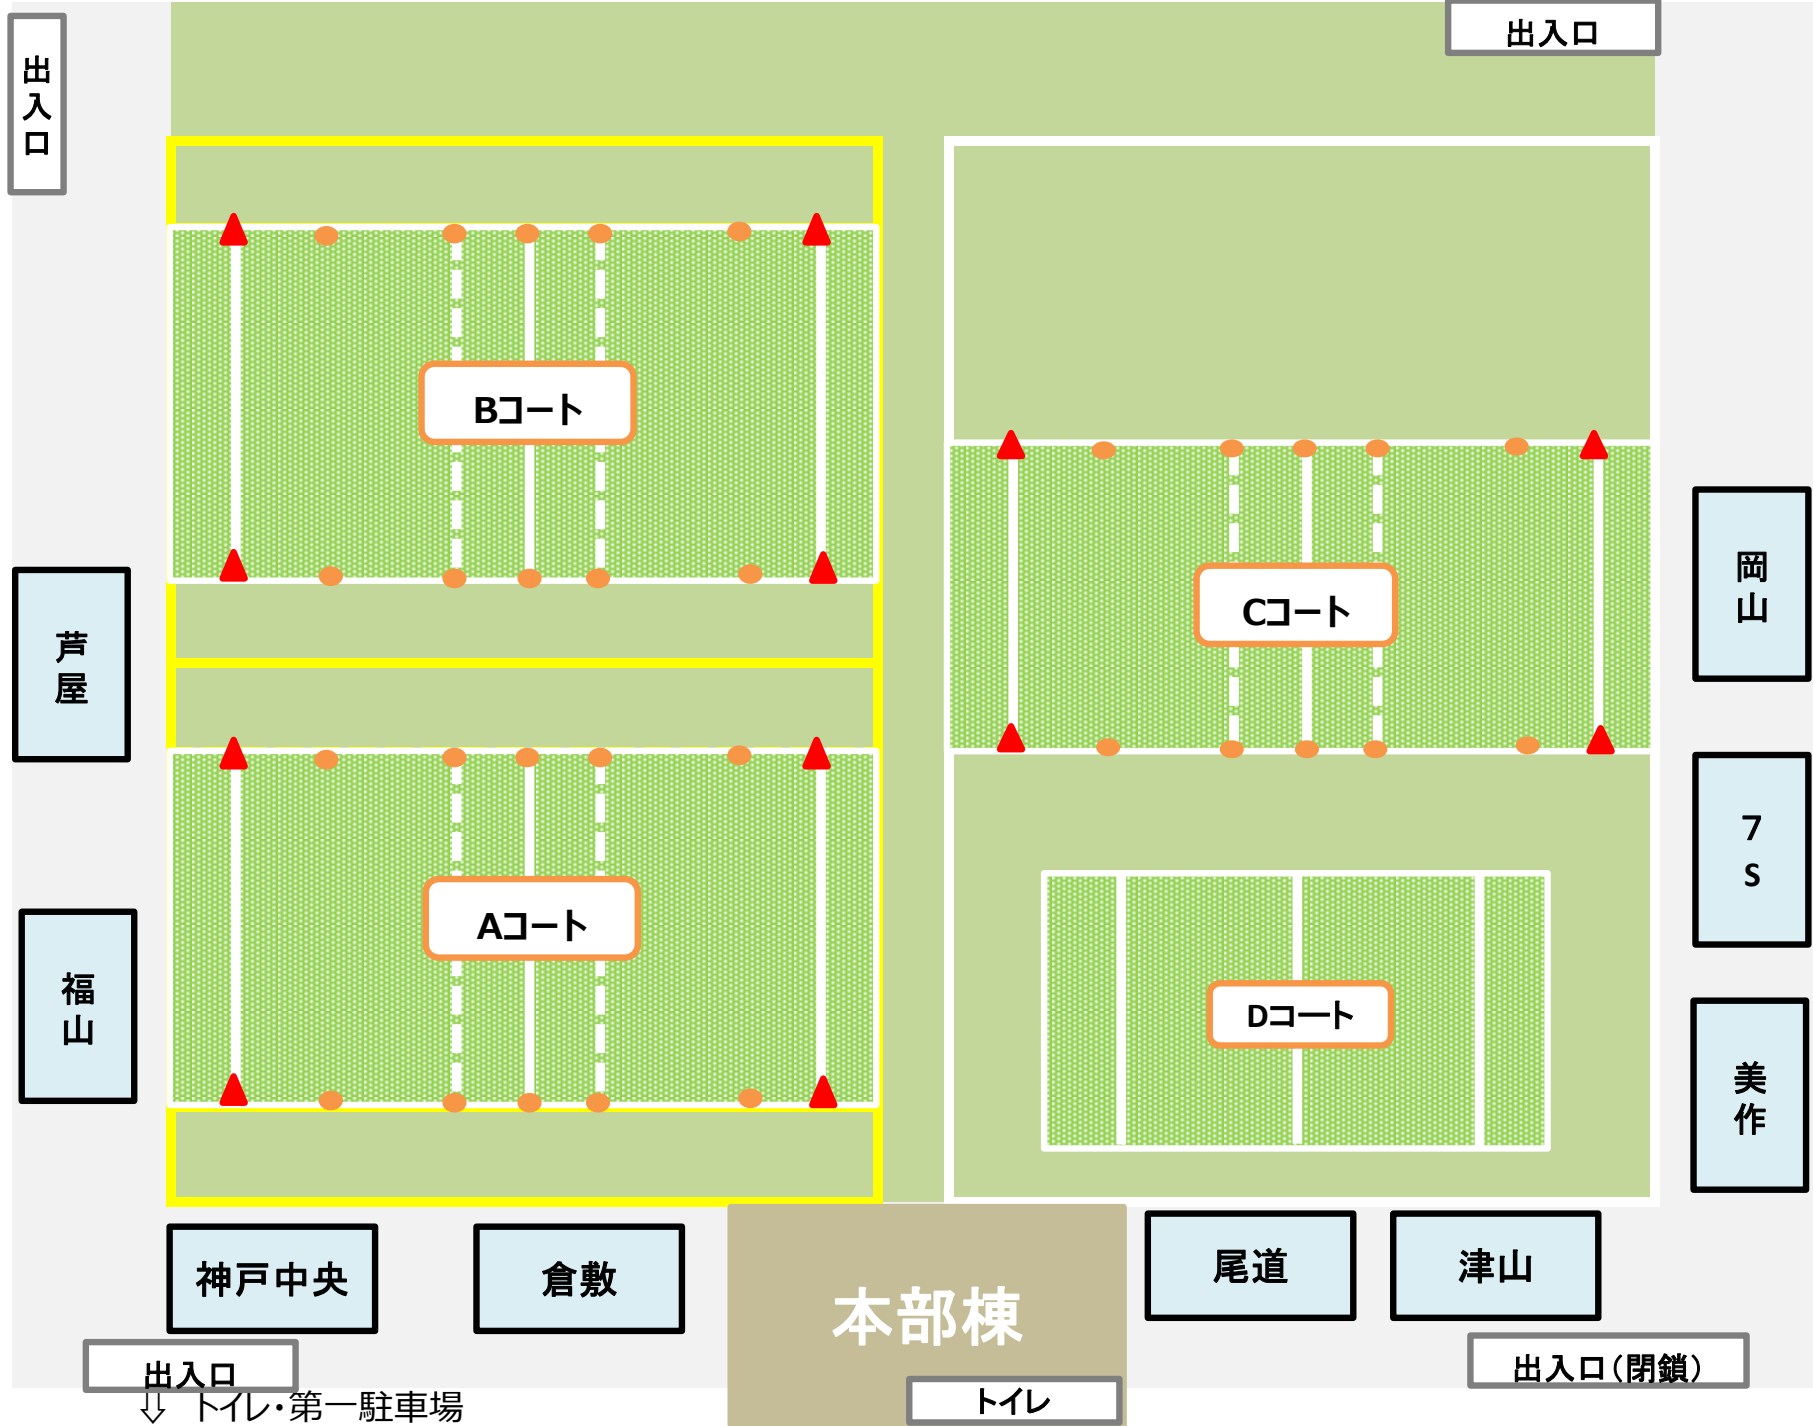 出入口
出入口
Bコート
Cコート
岡山
芦屋
7S
Aコート
福山
Dコート
美作
神戸中央
倉敷
本部棟
尾道
津山
出入口
出入口(閉鎖)
⇩ トイレ・第一駐車場
トイレ